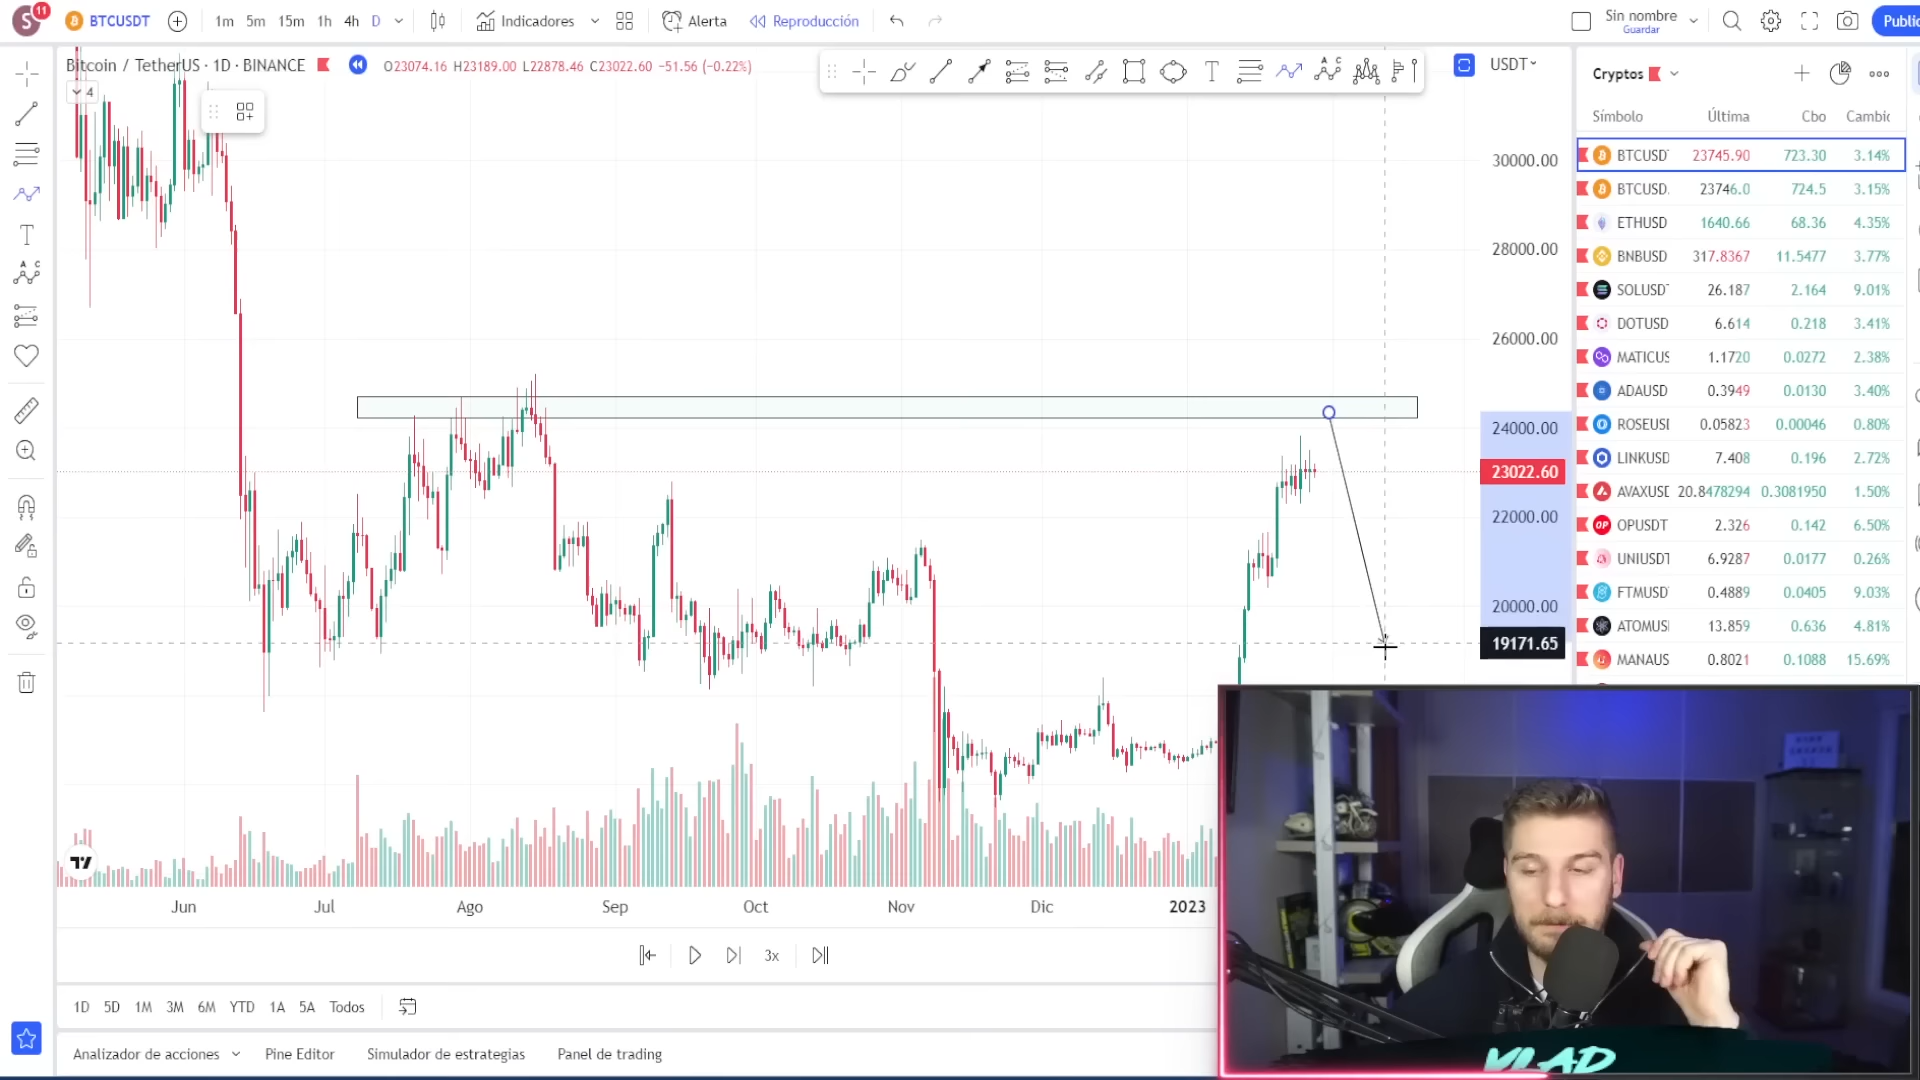 S 11 BTCUSDT 1m 5m 15m 1h 4h D Indicadores Alerta Reproducción Sin nombre Guardar Public
Bitcoin / TetherUS · 1D · BINANCE O23074.16 H23189.00 L22878.46 C23022.60 −51.56 (−0.22%)
USDT
4
30000.00
28000.00
26000.00
24000.00
23022.60
22000.00
20000.00
19171.65
Cryptos
Símbolo Última Cbo Cambic
BTCUSD 23745.90 723.30 3.14%
BTCUSD. 23746.0 724.5 3.15%
ETHUSD 1640.66 68.36 4.35%
BNBUSD 317.8367 11.5477 3.77%
SOLUSD 26.187 2.164 9.01%
DOTUSD 6.614 0.218 3.41%
MATICUS 1.1720 0.0272 2.38%
ADAUSD 0.3949 0.0130 3.40%
ROSEUSI 0.05823 0.00046 0.80%
LINKUSD 7.408 0.196 2.72%
AVAXUSD 20.8478294 0.3081950 1.50%
OPUSDT 2.326 0.142 6.50%
UNIUSDT 6.9287 0.0177 0.26%
FTMUSD 0.4889 0.0405 9.03%
ATOMUS 13.859 0.636 4.81%
MANAUS 0.8021 0.1088 15.69%
Jun Jul Ago Sep Oct Nov Dic 2023
3x
1D 5D 1M 3M 6M YTD 1A 5A Todos
Analizador de acciones Pine Editor Simulador de estrategias Panel de trading
VLAD